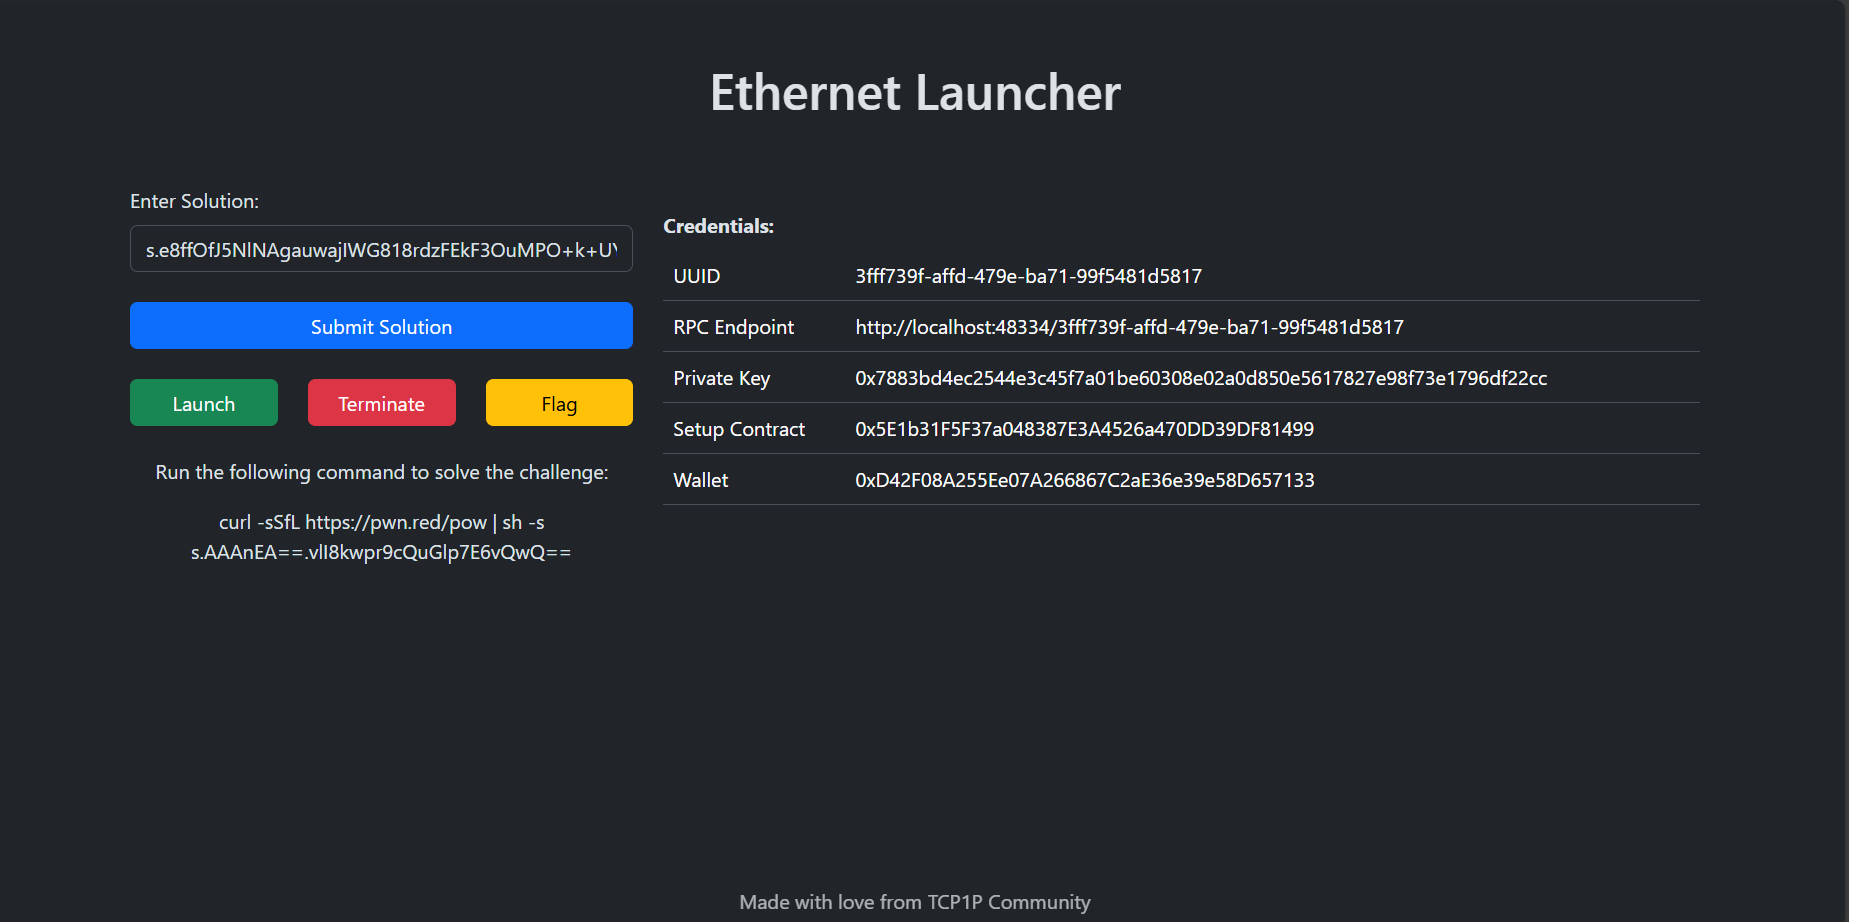 Ethernet Launcher
Enter Solution:
s.e8ffOfJ5NlNAgauwajIWG818rdzFEkF3OuMPO+k+U
Submit Solution
Launch
Terminate
Flag
Run the following command to solve the challenge:
curl -sSfL https://pwn.red/pow | sh -s
s.AAAnEA==.vlI8kwpr9cQuGlp7E6vQwQ==
Credentials:
UUID 3fff739f-affd-479e-ba71-99f5481d5817
RPC Endpoint http://localhost:48334/3fff739f-affd-479e-ba71-99f5481d5817
Private Key 0x7883bd4ec2544e3c45f7a01be60308e02a0d850e5617827e98f73e1796df22cc
Setup Contract 0x5E1b31F5F37a048387E3A4526a470DD39DF81499
Wallet 0xD42F08A255Ee07A266867C2aE36e39e58D657133
Made with love from TCP1P Community